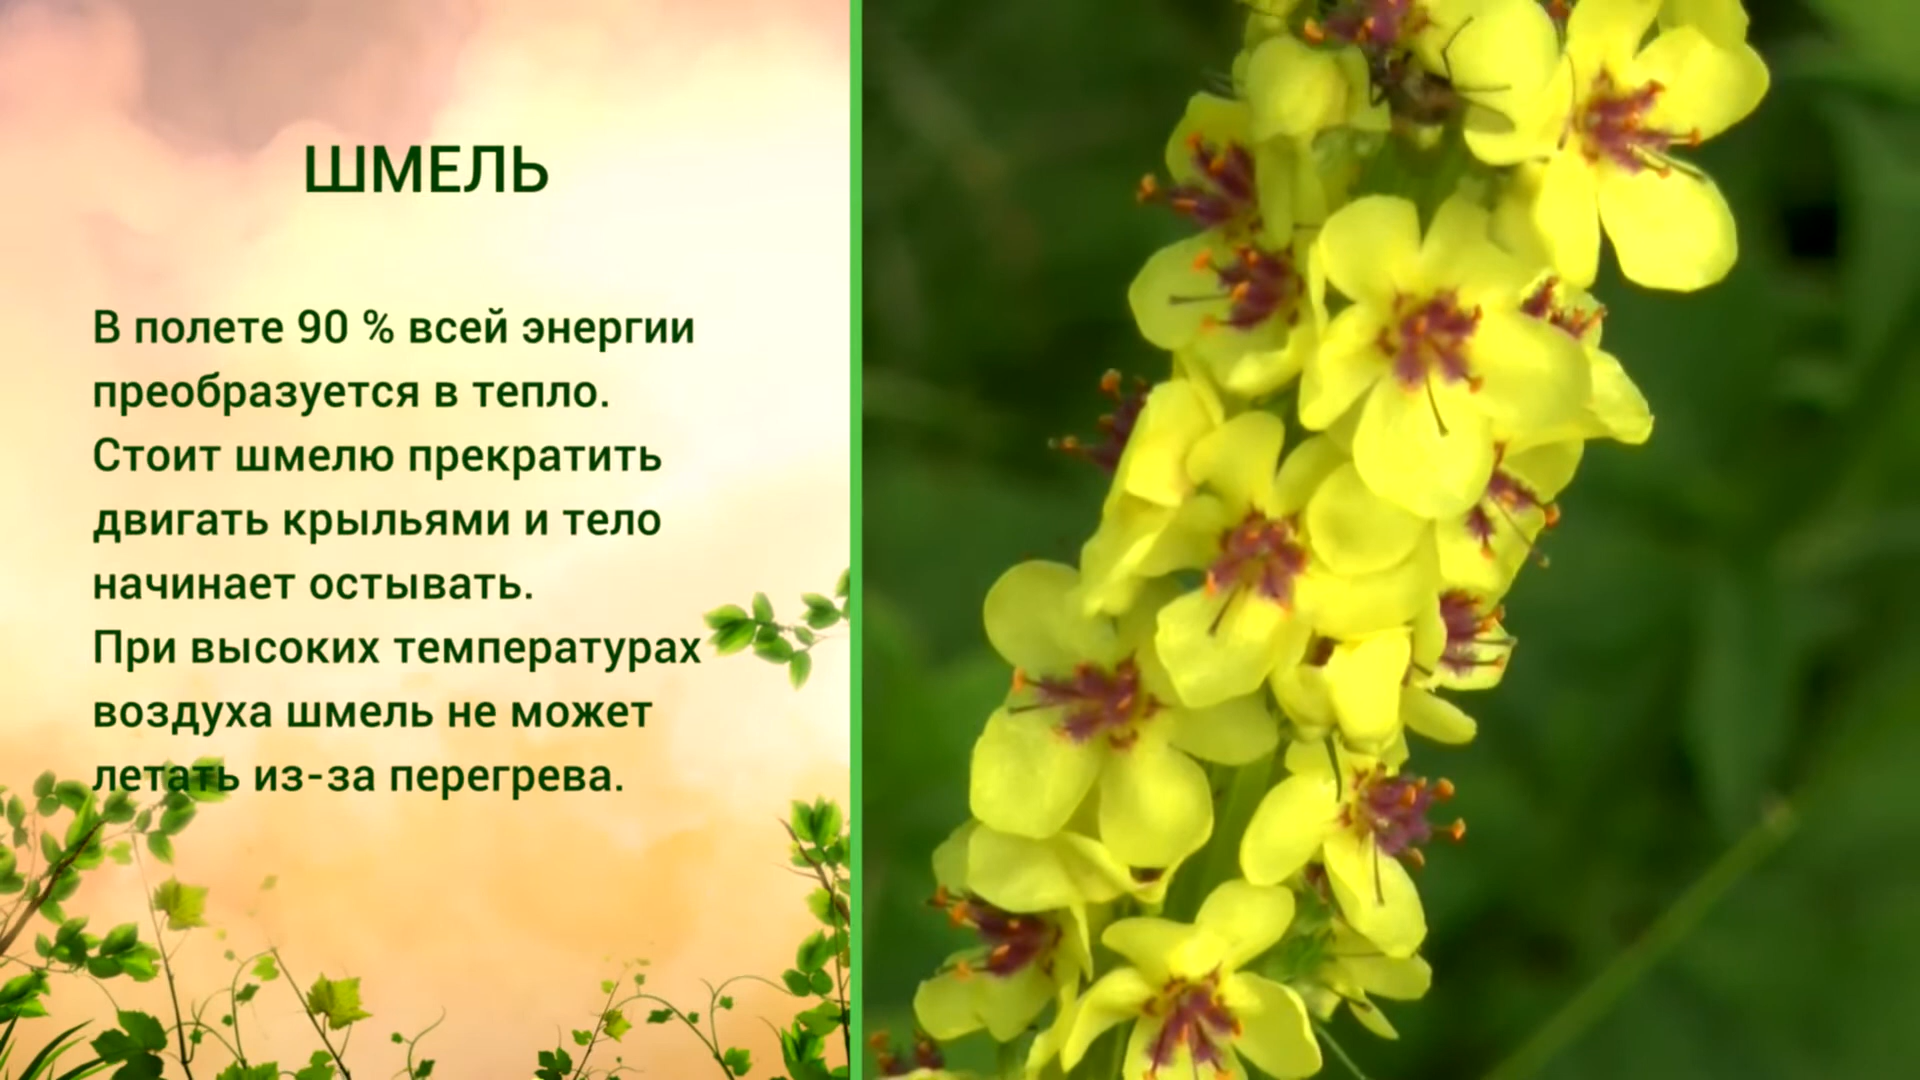 ШМЕЛЬ
В полете 90 % всей энергии
преобразуется в тепло.
Стоит шмелю прекратить
двигать крыльями и тело
начинает остывать.
При высоких температурах
воздуха шмель не может
летать из-за перегрева.